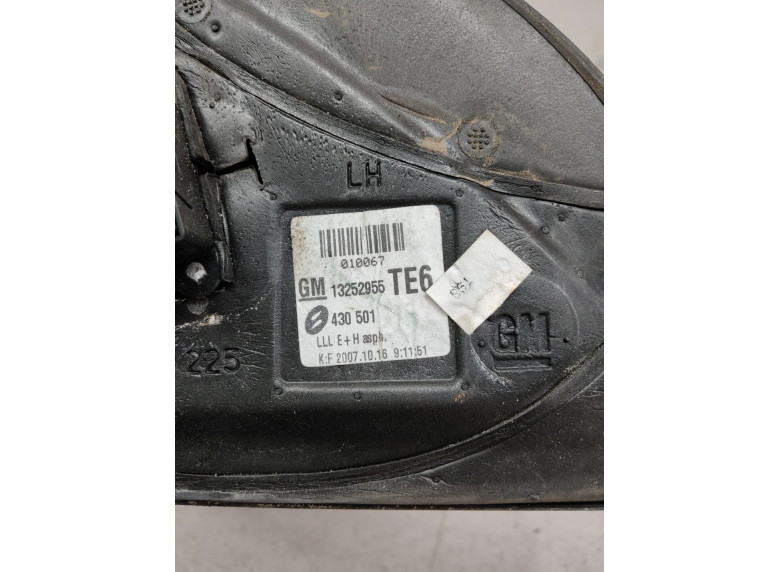 LH
010067
GM 13252955 TE6
430 501
LLL E+H asph.
K:F 2007.10.16 9:11:51
225
GM